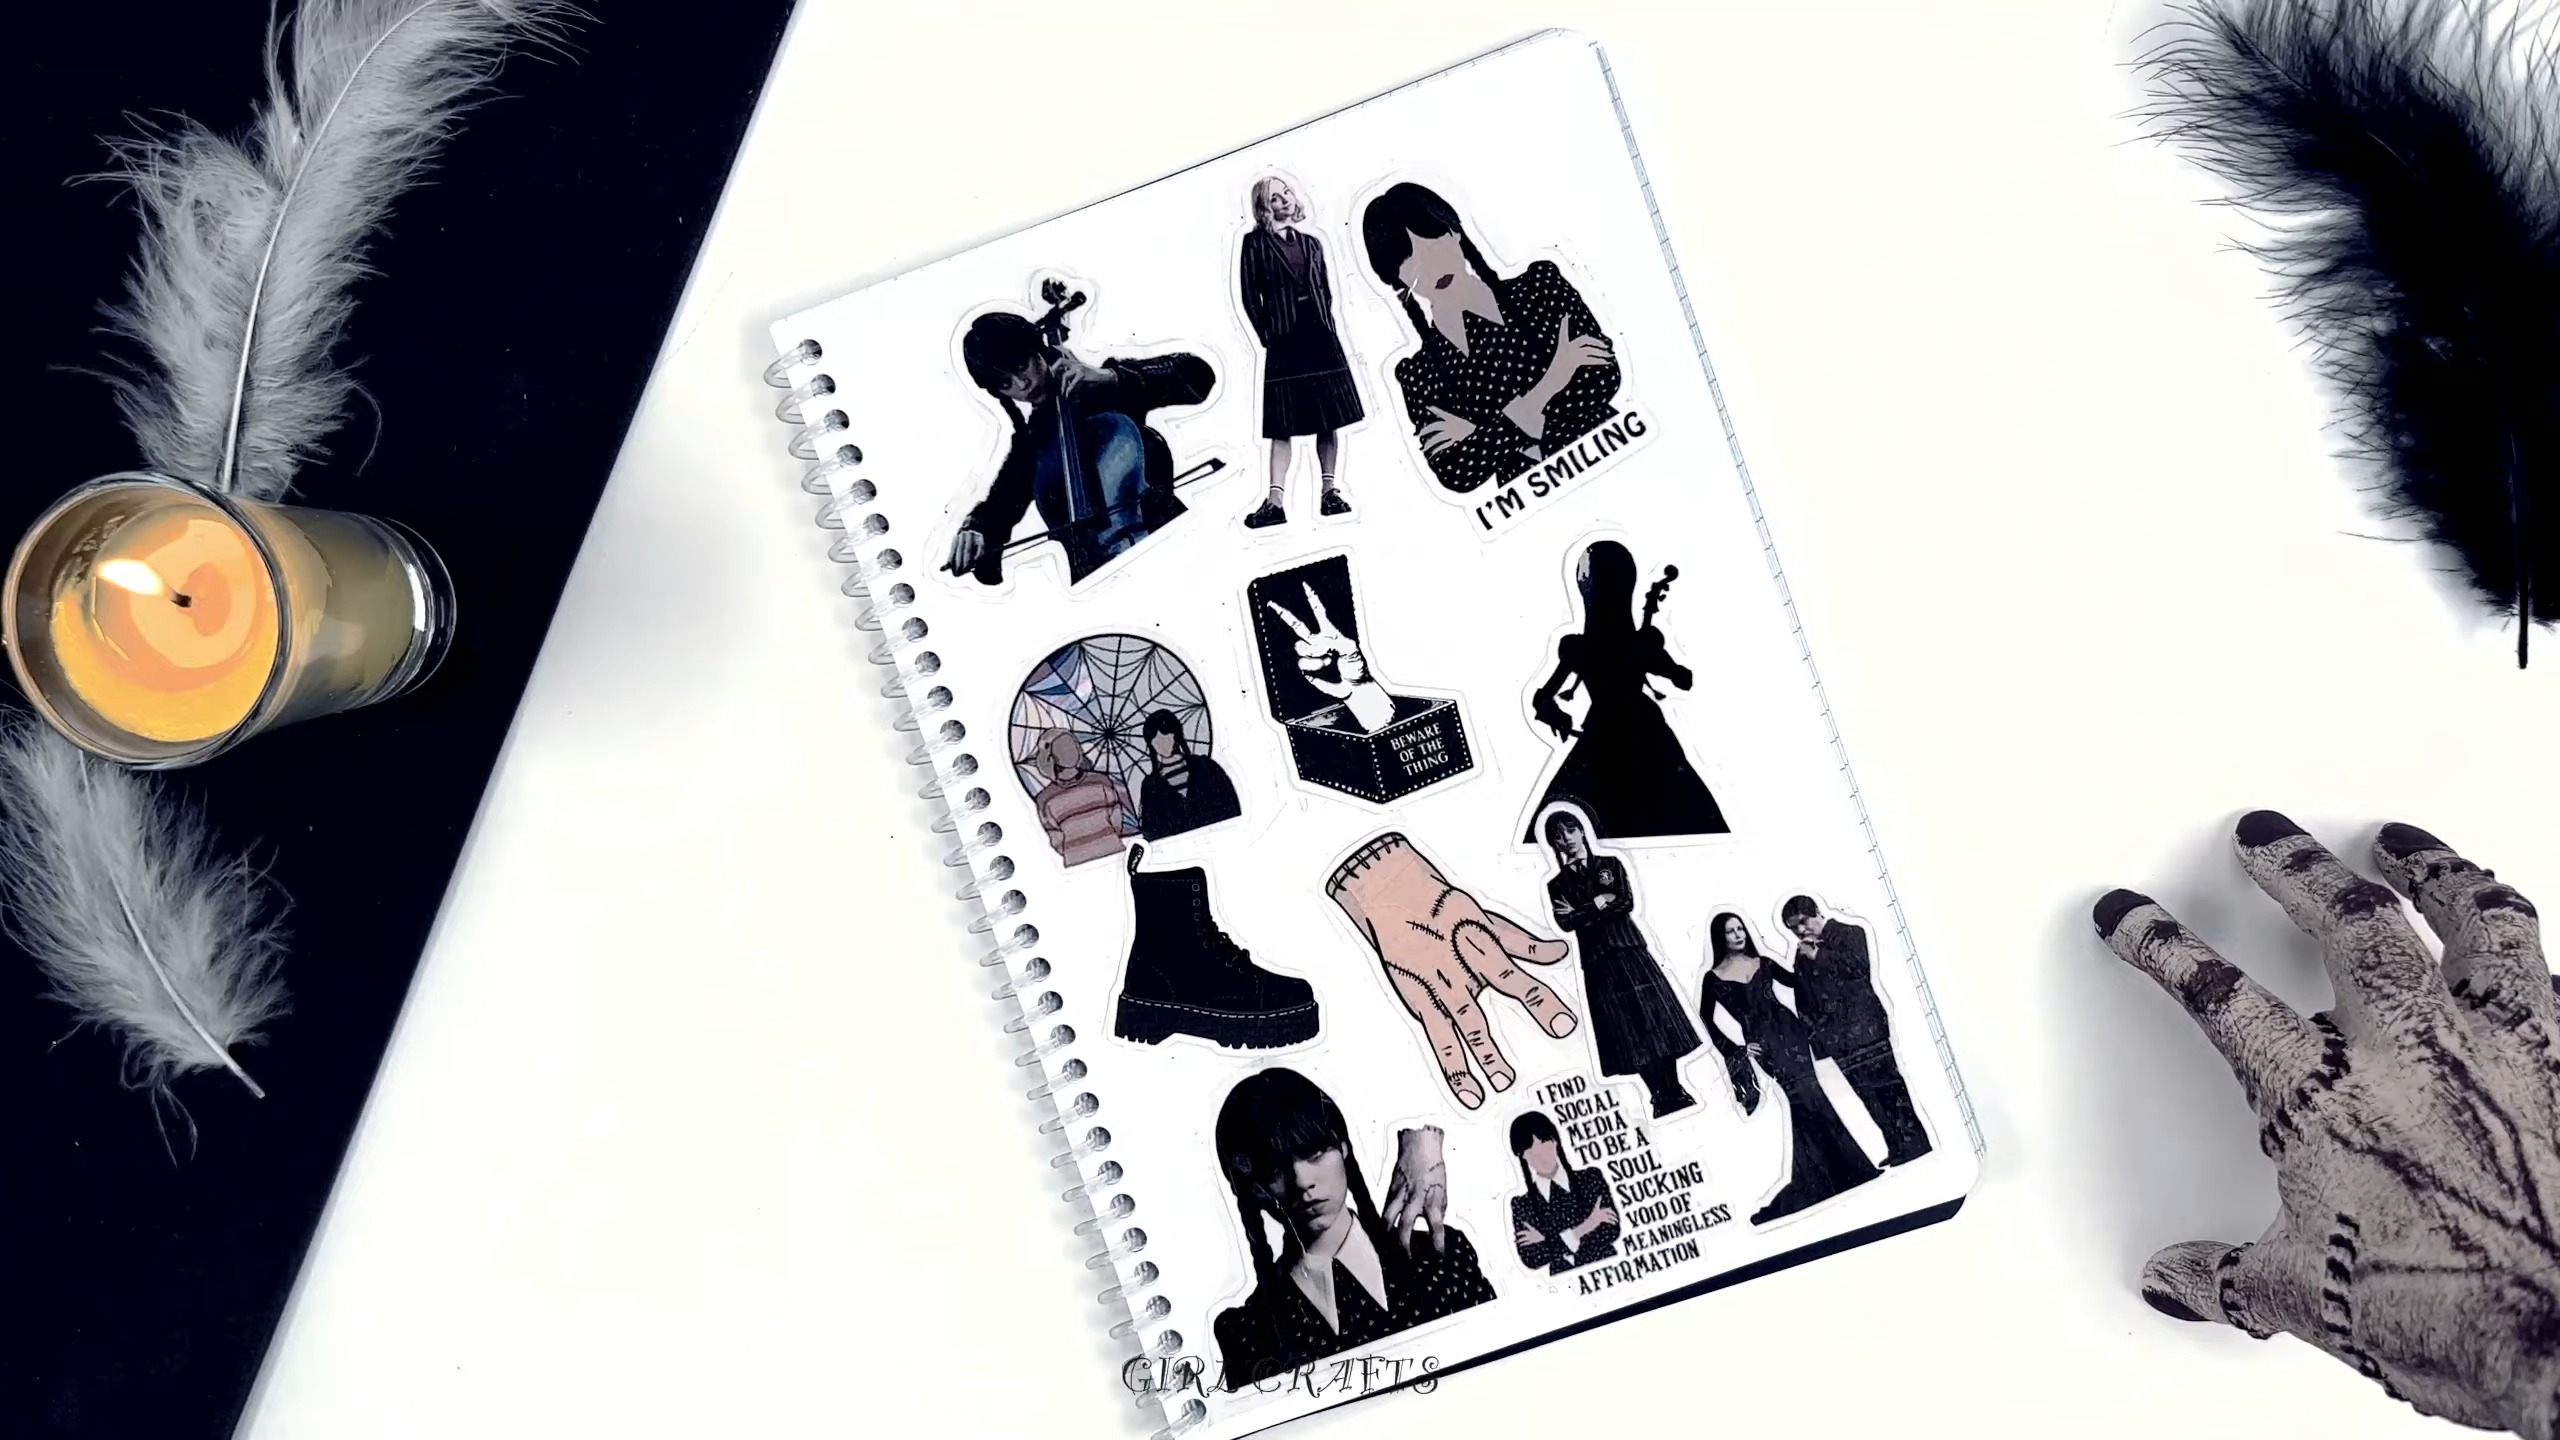 I'M SMILING
BEWARE
OF THE
THING
I FIND
SOCIAL
MEDIA
TO BE A
SOUL
SUCKING
VOID OF
MEANINGLESS
AFFIRMATION
GIRL CRAFTS